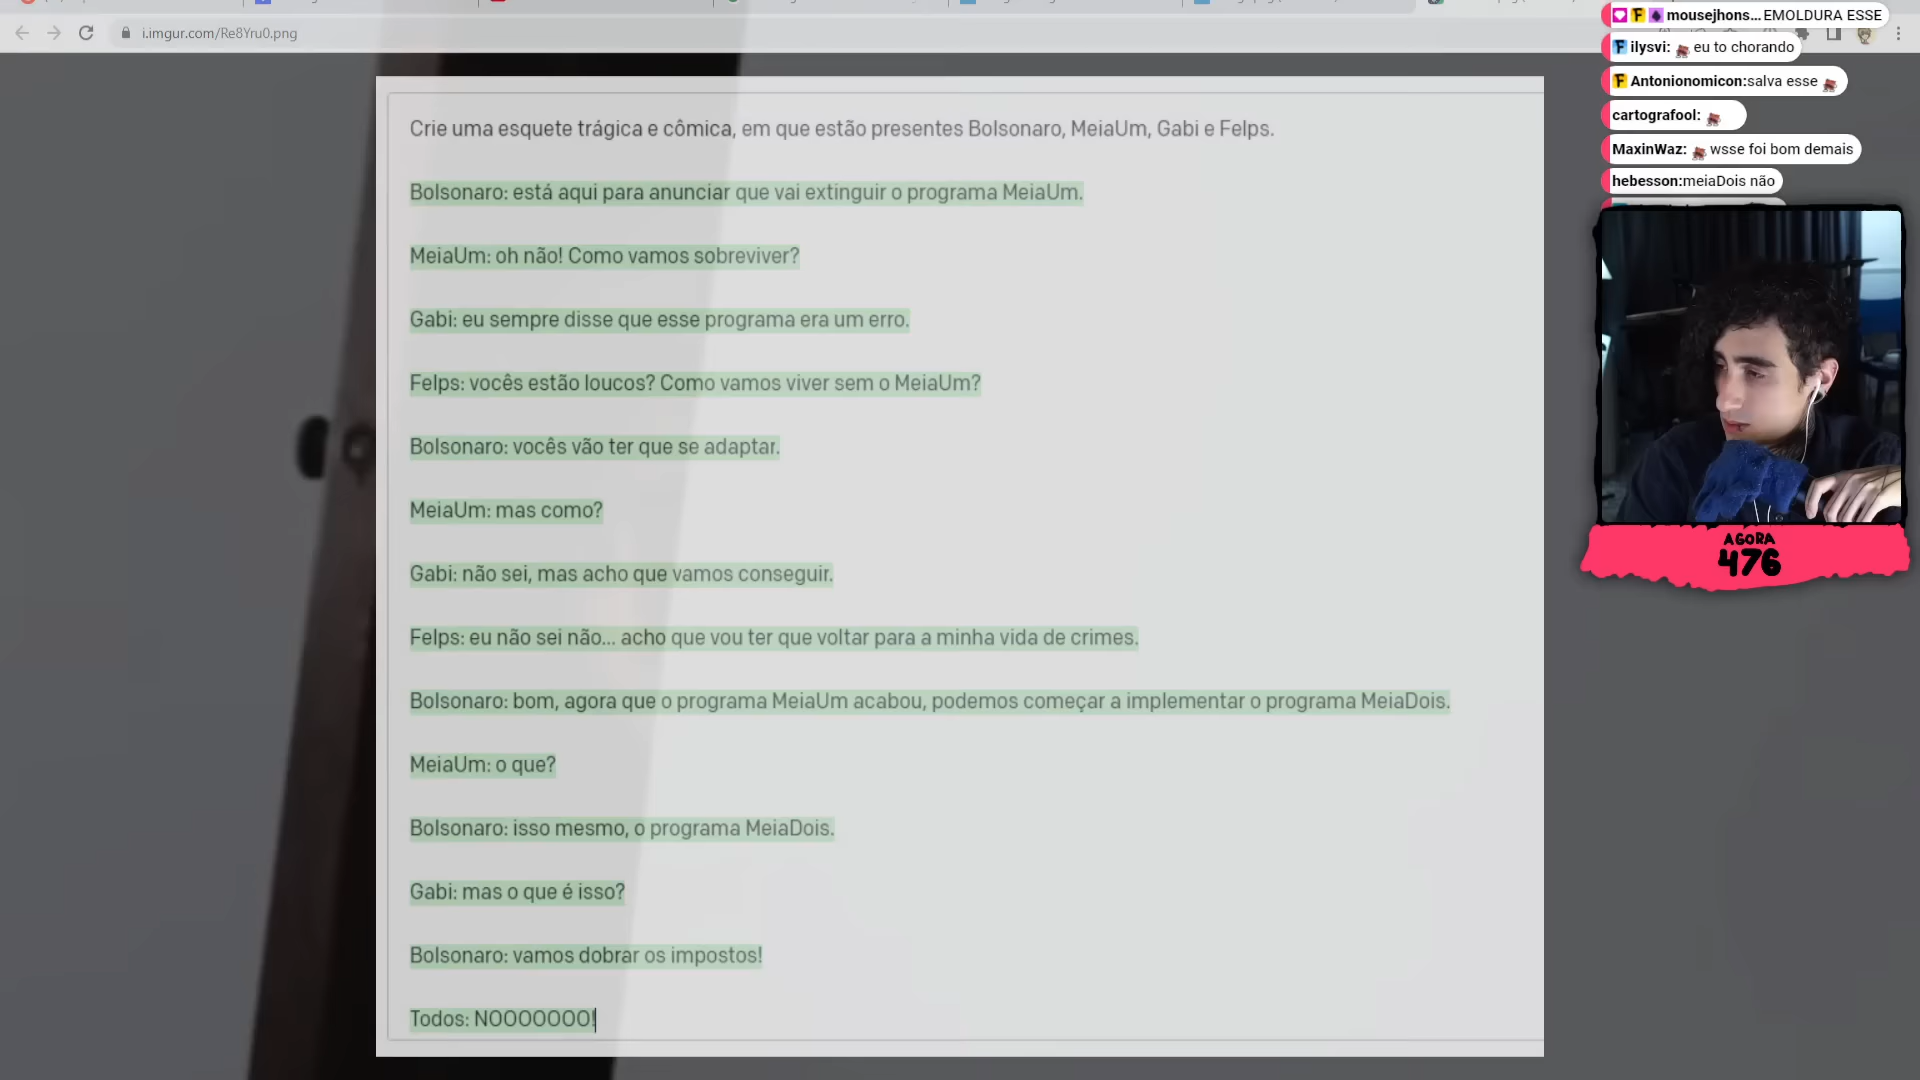 i.imgur.com/Re8Yru0.png
Crie uma esquete trágica e cômica, em que estão presentes Bolsonaro, MeiaUm, Gabi e Felps.
Bolsonaro: está aqui para anunciar que vai extinguir o programa MeiaUm.
MeiaUm: oh não! Como vamos sobreviver?
Gabi: eu sempre disse que esse programa era um erro.
Felps: vocês estão loucos? Como vamos viver sem o MeiaUm?
Bolsonaro: vocês vão ter que se adaptar.
MeiaUm: mas como?
Gabi: não sei, mas acho que vamos conseguir.
Felps: eu não sei não... acho que vou ter que voltar para a minha vida de crimes.
Bolsonaro: bom, agora que o programa MeiaUm acabou, podemos começar a implementar o programa MeiaDois.
MeiaUm: o que?
Bolsonaro: isso mesmo, o programa MeiaDois.
Gabi: mas o que é isso?
Bolsonaro: vamos dobrar os impostos!
Todos: NOOOOOOO!
mousejhons... EMOLDURA ESSE
ilysvi: eu to chorando
Antonionomicon: salva esse
cartografool:
MaxinWaz: wsse foi bom demais
hebesson: meiaDois não
AGORA
476